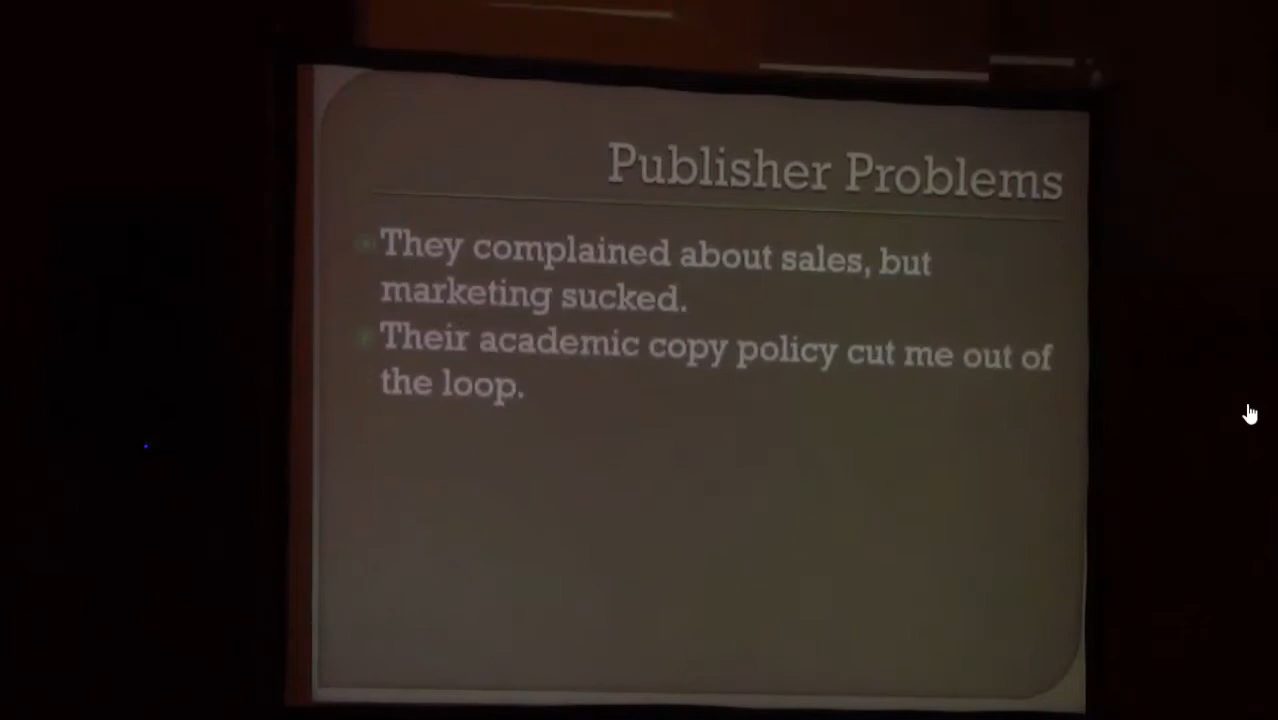 Publisher Problems
They complained about sales, but
marketing sucked.
Their academic copy policy cut me out of
the loop.